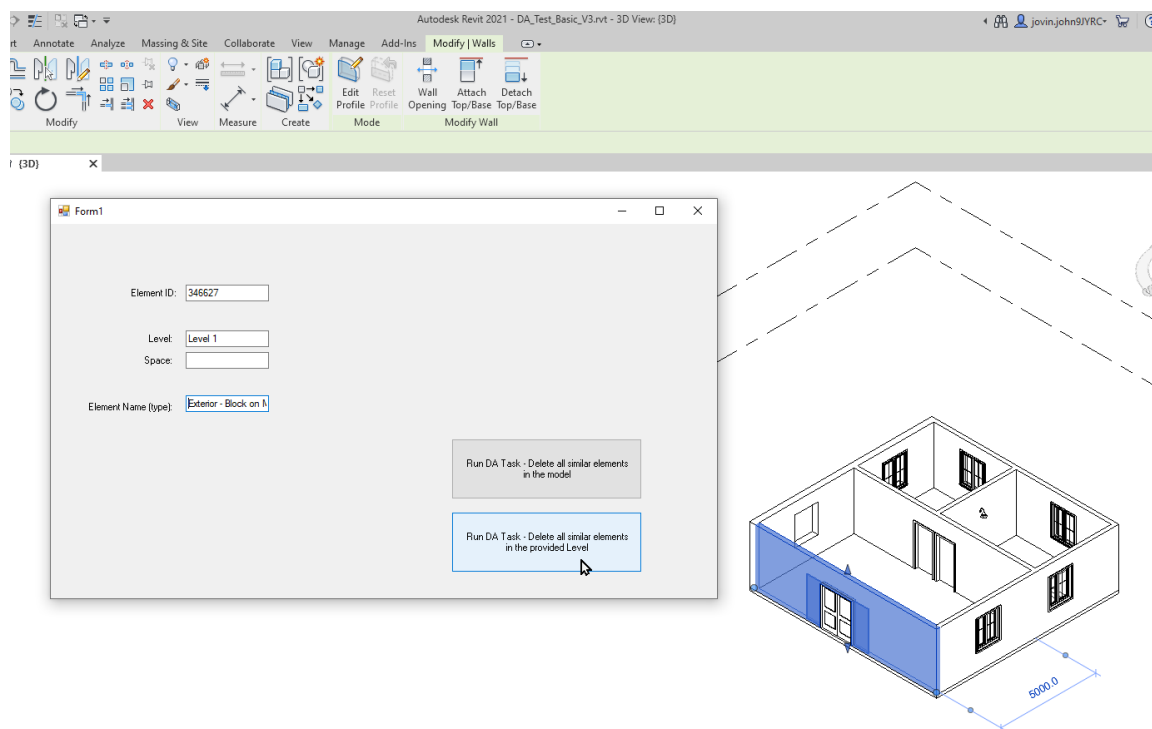 Autodesk Revit 2021 - DA_Test_Basic_V3.rvt - 3D View: {3D}
jovin.john9JYRC
rt Annotate Analyze Massing & Site Collaborate View Manage Add-Ins Modify | Walls
Edit Profile
Reset Profile
Wall Opening
Attach Top/Base
Detach Top/Base
Modify View Measure Create Mode Modify Wall
{3D}
Form1
Element ID: 346627
Level: Level 1
Space:
Element Name (type): Exterior - Block on M
Run DA Task - Delete all similar elements
in the model
Run DA Task - Delete all similar elements
in the provided Level
5000.0